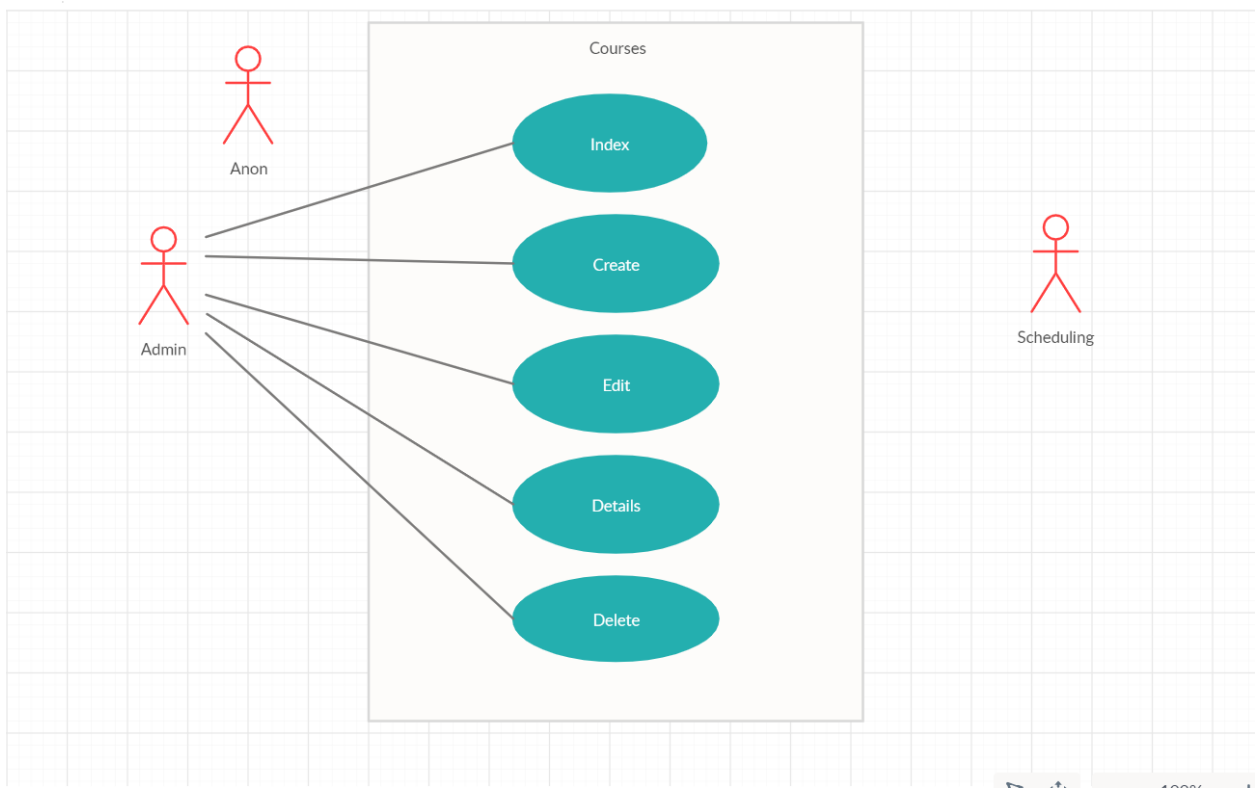 Courses
Anon
Index
Admin
Create
Scheduling
Edit
Details
Delete